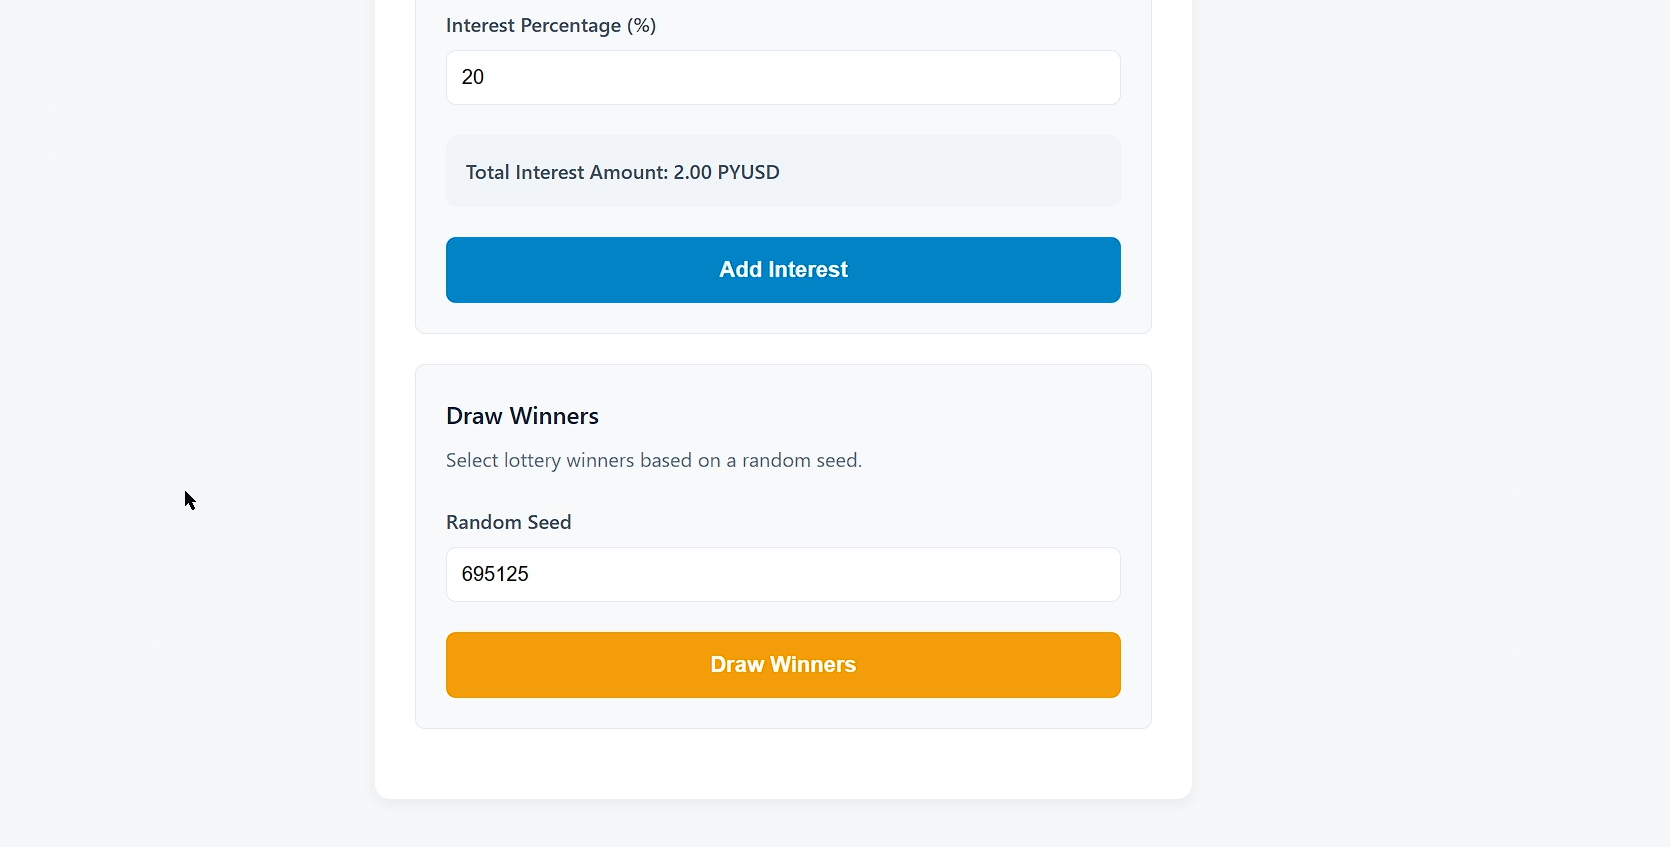 Interest Percentage (%)
20
Total Interest Amount: 2.00 PYUSD
Add Interest
Draw Winners
Select lottery winners based on a random seed.
Random Seed
695125
Draw Winners